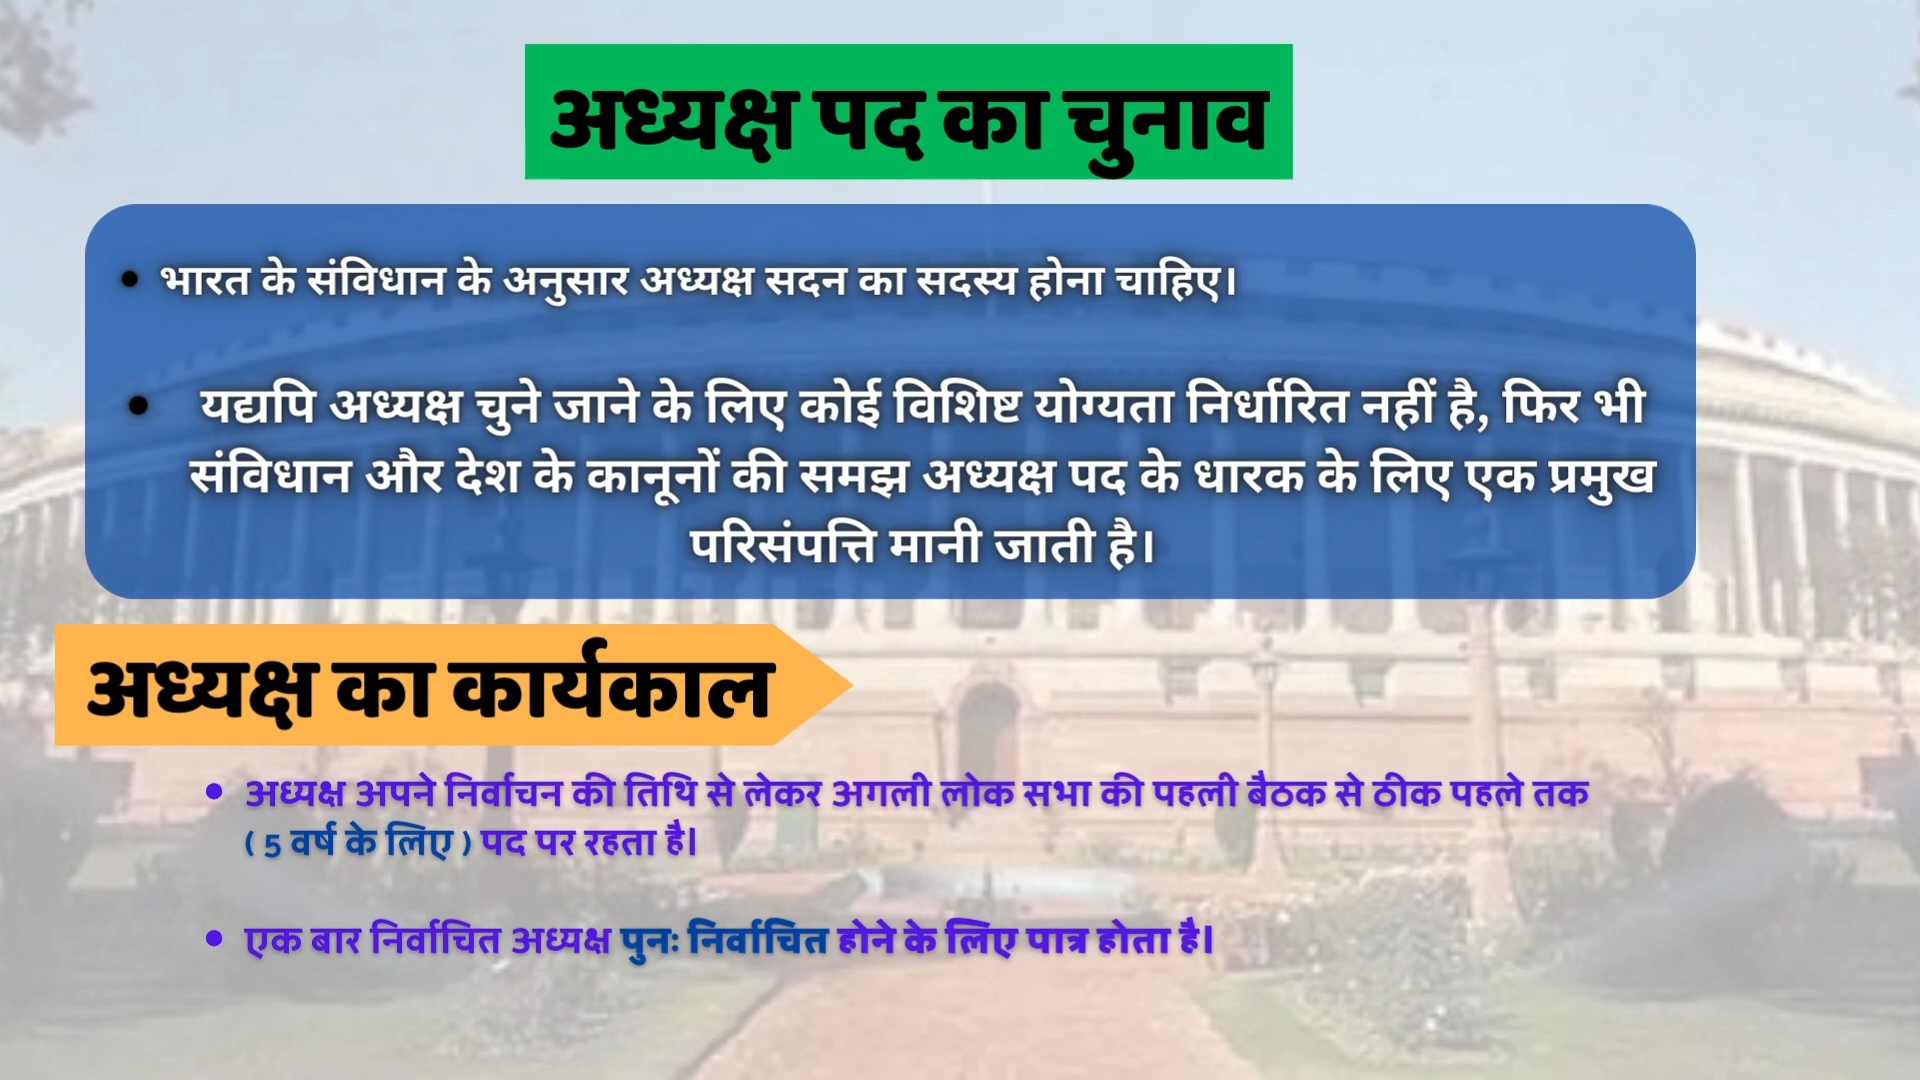 अध्यक्ष पद का चुनाव
• भारत के संविधान के अनुसार अध्यक्ष सदन का सदस्य होना चाहिए।
• यद्यपि अध्यक्ष चुने जाने के लिए कोई विशिष्ट योग्यता निर्धारित नहीं है, फिर भी
संविधान और देश के कानूनों की समझ अध्यक्ष पद के धारक के लिए एक प्रमुख
परिसंपत्ति मानी जाती है।
अध्यक्ष का कार्यकाल
• अध्यक्ष अपने निर्वाचन की तिथि से लेकर अगली लोक सभा की पहली बैठक से ठीक पहले तक
( 5 वर्ष के लिए ) पद पर रहता है।
• एक बार निर्वाचित अध्यक्ष पुनः निर्वाचित होने के लिए पात्र होता है।